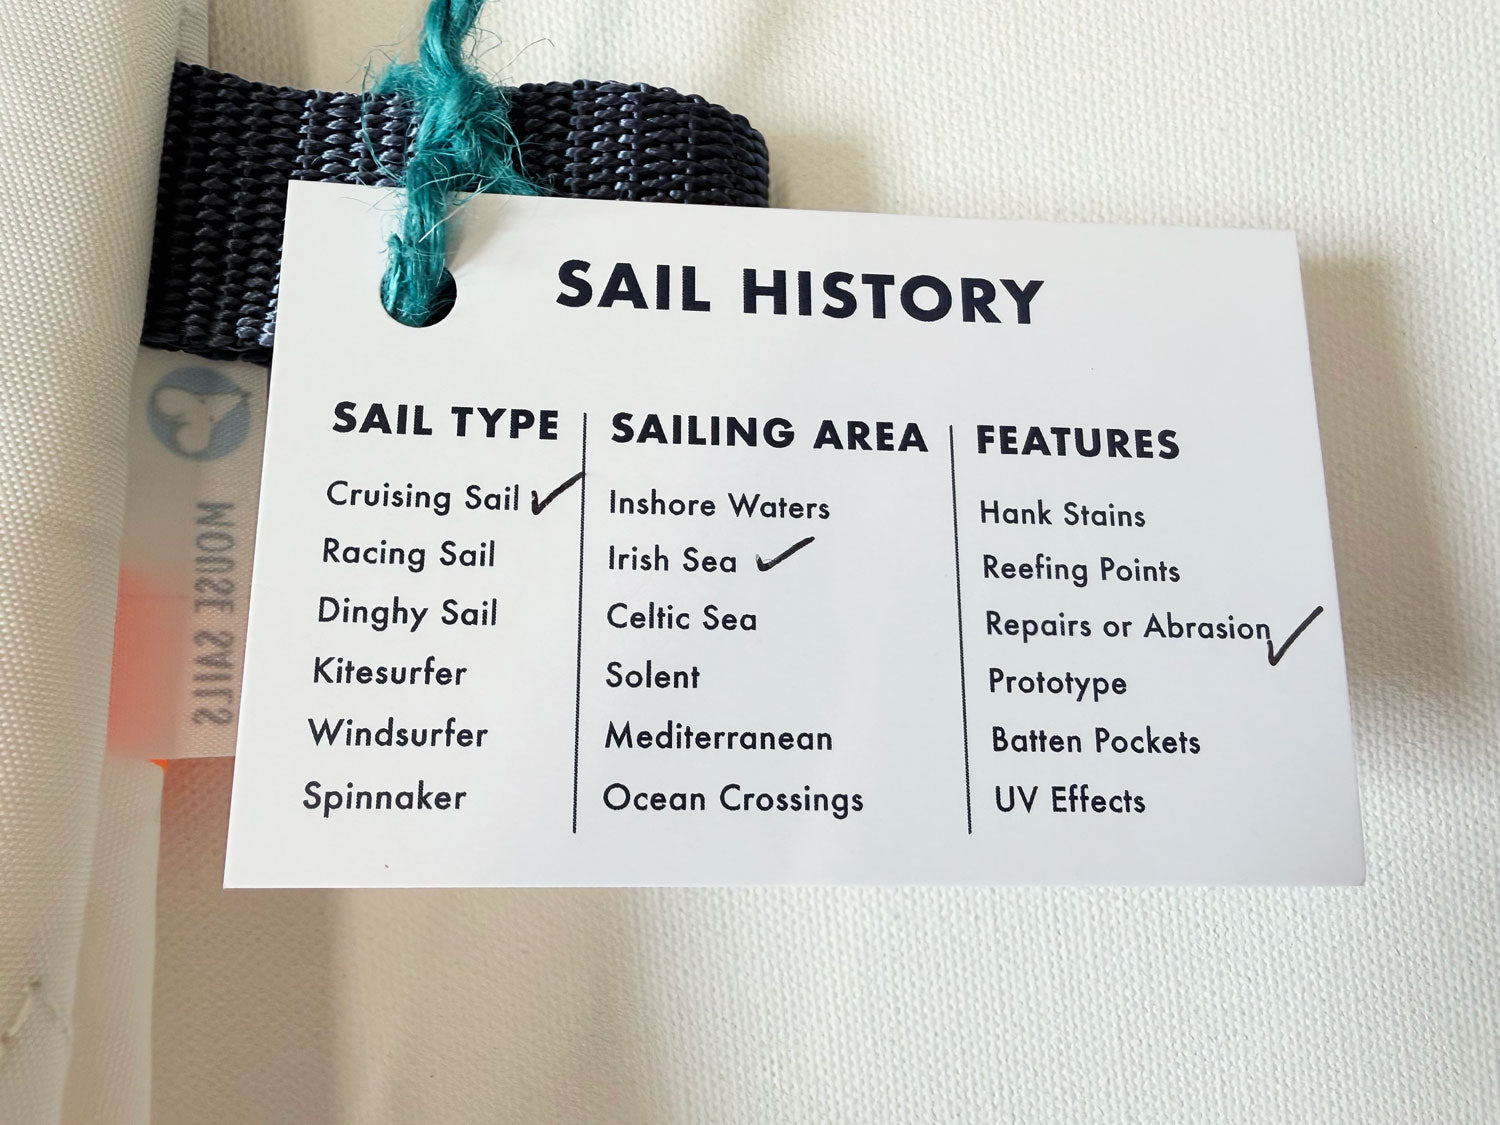 SAIL HISTORY
SAIL TYPE
Cruising Sail ✓
Racing Sail
Dinghy Sail
Kitesurfer
Windsurfer
Spinnaker
SAILING AREA
Inshore Waters
Irish Sea ✓
Celtic Sea
Solent
Mediterranean
Ocean Crossings
FEATURES
Hank Stains
Reefing Points
Repairs or Abrasion ✓
Prototype
Batten Pockets
UV Effects
MOUSE SAILS